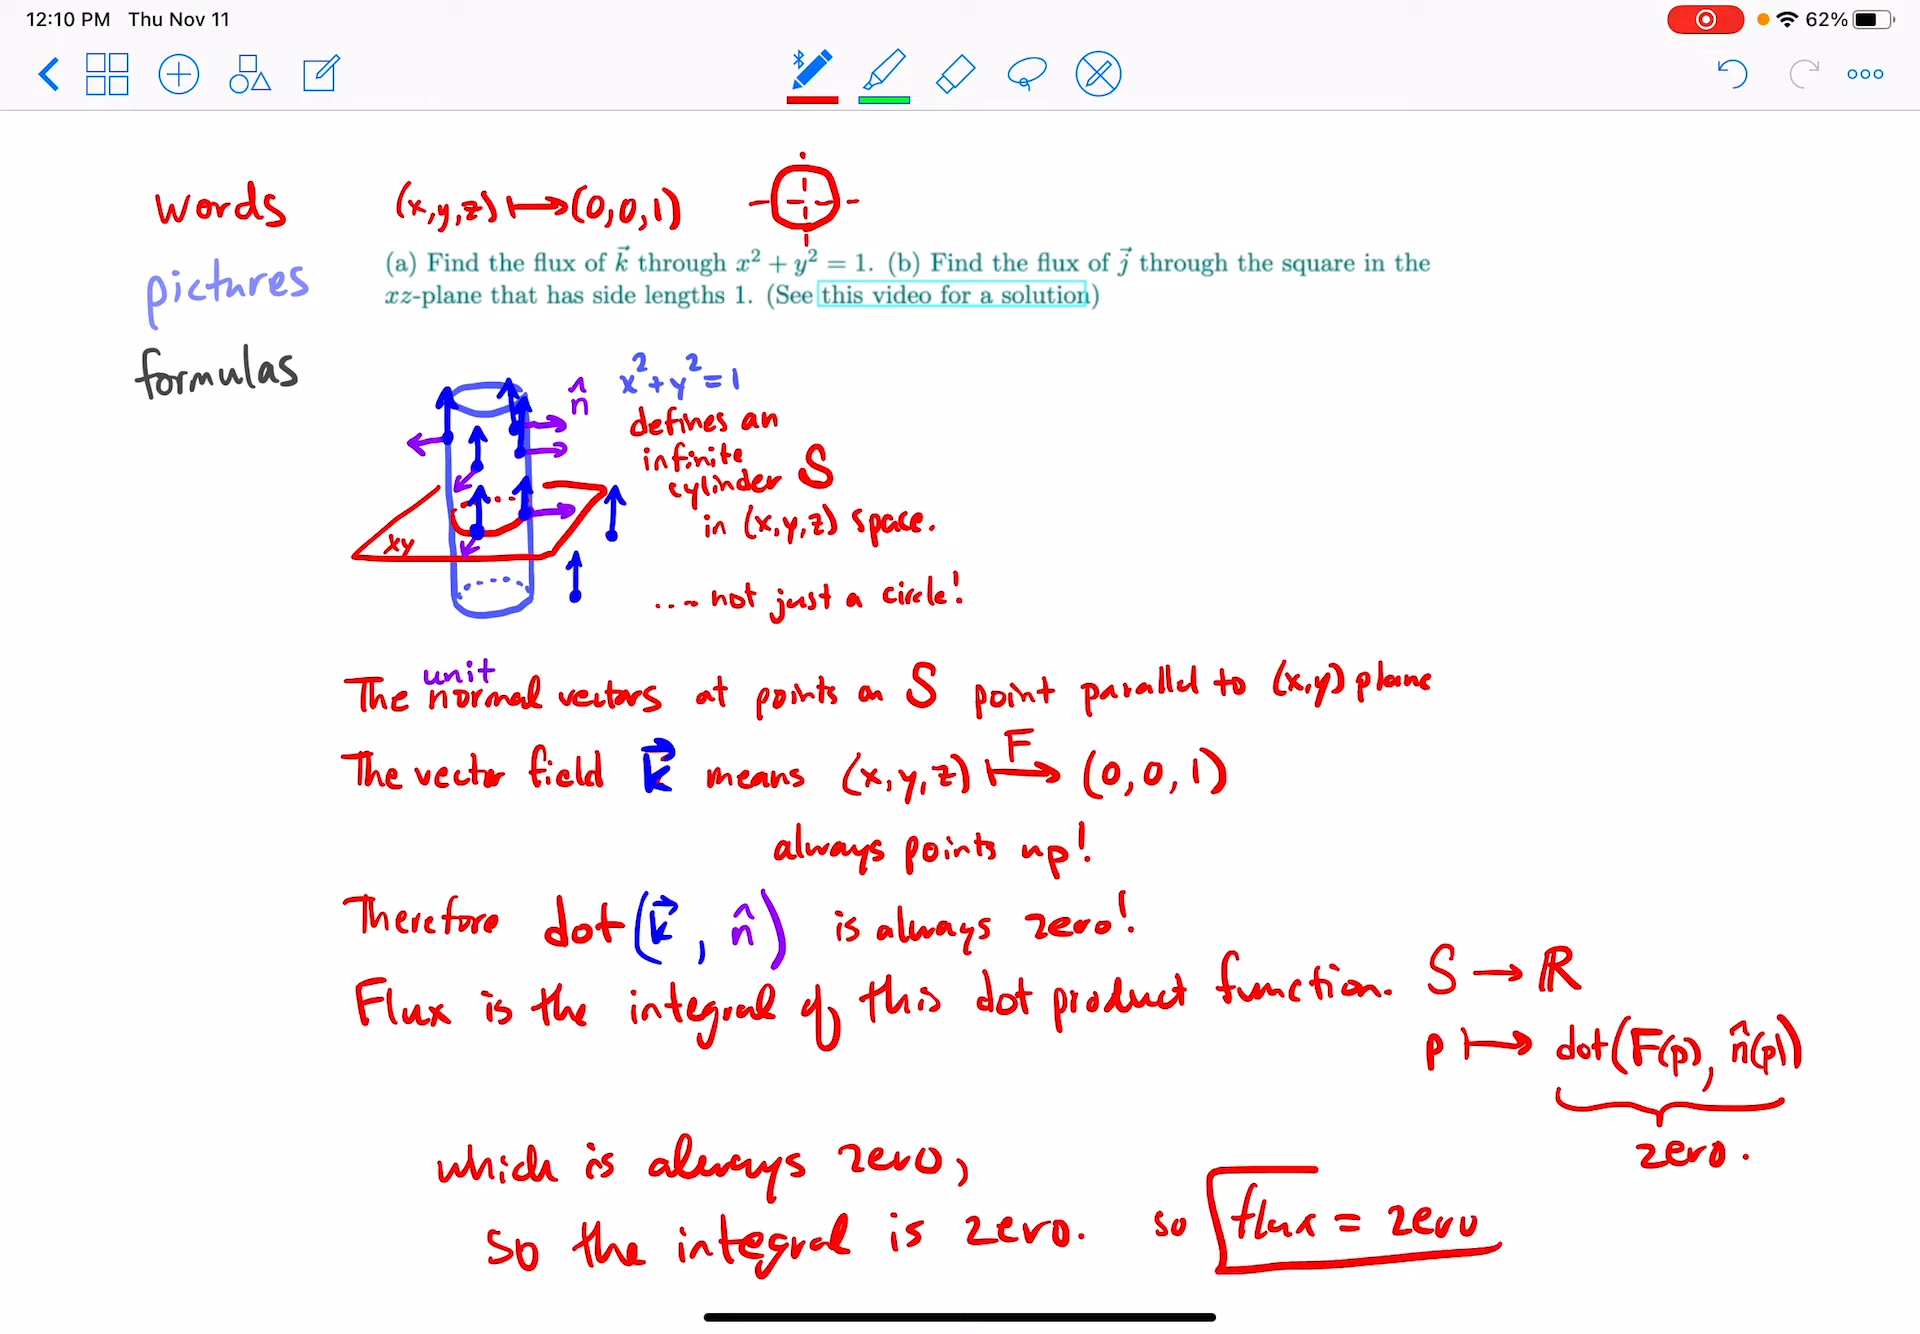 12:10 PM Thu Nov 11
62%
words
(x,y,z) ↦ (0,0,1)
(a) Find the flux of k⃗ through x² + y² = 1. (b) Find the flux of j⃗ through the square in the
xz-plane that has side lengths 1. (See this video for a solution)
pictures
formulas
n̂
x²+y²=1
defines an
infinite
cylinder S
in (x,y,z) space.
xy
.... not just a circle!
The unit normal vectors at points on S point parallel to (x,y) plane
The vector field k⃗ means (x,y,z) ↦ (0,0,1)
F
always points up!
Therefore dot(k⃗, n̂) is always zero!
Flux is the integral of this dot product function. S → ℝ
p ↦ dot(F(p), n̂(p))
zero.
which is always zero,
so the integral is zero. so flux = zero